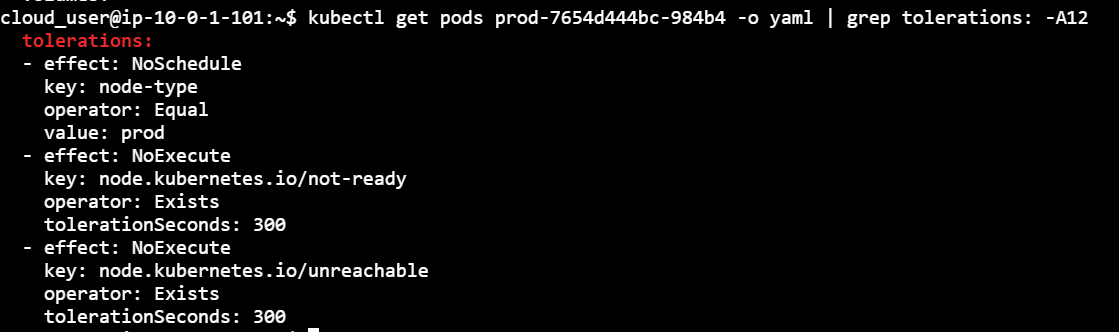 cloud_user@ip-10-0-1-101:~$ kubectl get pods prod-7654d444bc-984b4 -o yaml | grep tolerations: -A12
  tolerations:
  - effect: NoSchedule
    key: node-type
    operator: Equal
    value: prod
  - effect: NoExecute
    key: node.kubernetes.io/not-ready
    operator: Exists
    tolerationSeconds: 300
  - effect: NoExecute
    key: node.kubernetes.io/unreachable
    operator: Exists
    tolerationSeconds: 300